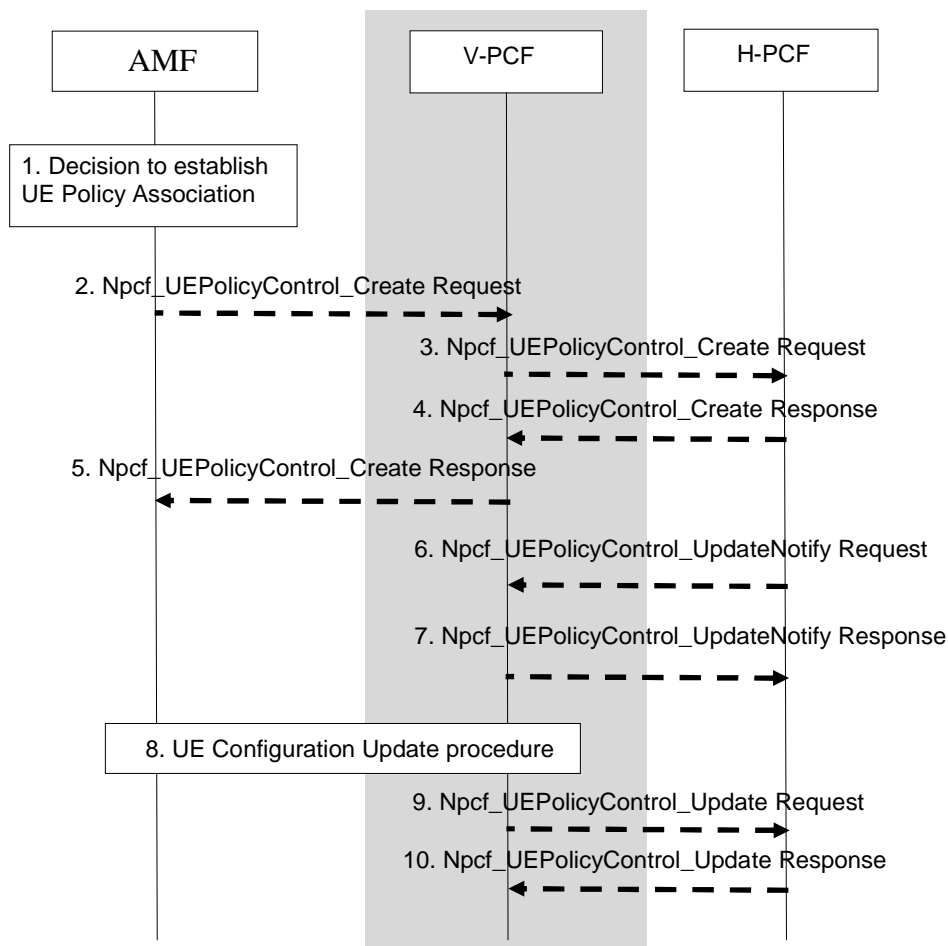 AMF
V-PCF
H-PCF
1. Decision to establish
UE Policy Association
2. Npcf_UEPolicyControl_Create Request
3. Npcf_UEPolicyControl_Create Request
4. Npcf_UEPolicyControl_Create Response
5. Npcf_UEPolicyControl_Create Response
6. Npcf_UEPolicyControl_UpdateNotify Request
7. Npcf_UEPolicyControl_UpdateNotify Response
8. UE Configuration Update procedure
9. Npcf_UEPolicyControl_Update Request
10. Npcf_UEPolicyControl_Update Response